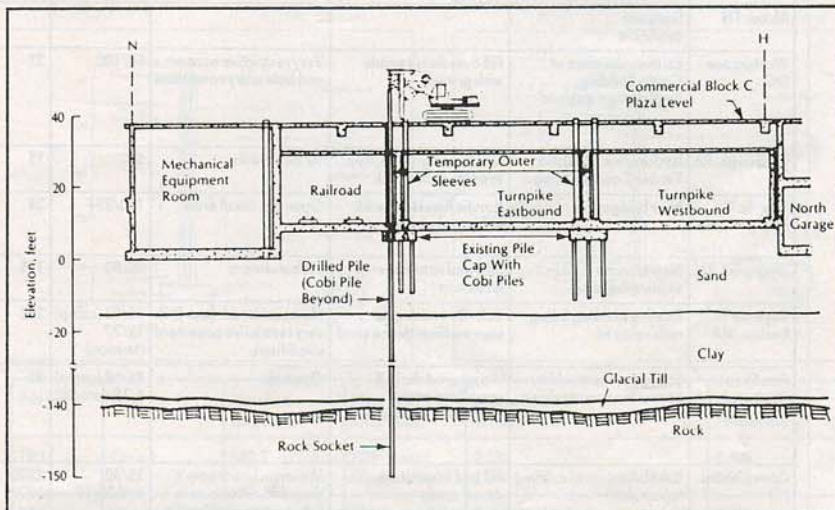 N
H
Commercial Block C
Plaza Level
40
20
0
-20
-140
-150
Elevation, feet
Mechanical
Equipment
Room
Railroad
Temporary Outer
Sleeves
Turnpike
Eastbound
Turnpike
Westbound
North
Garage
Drilled Pile
(Cobi Pile
Beyond)
Existing Pile
Cap With
Cobi Piles
Sand
Clay
Glacial Till
Rock
Rock Socket